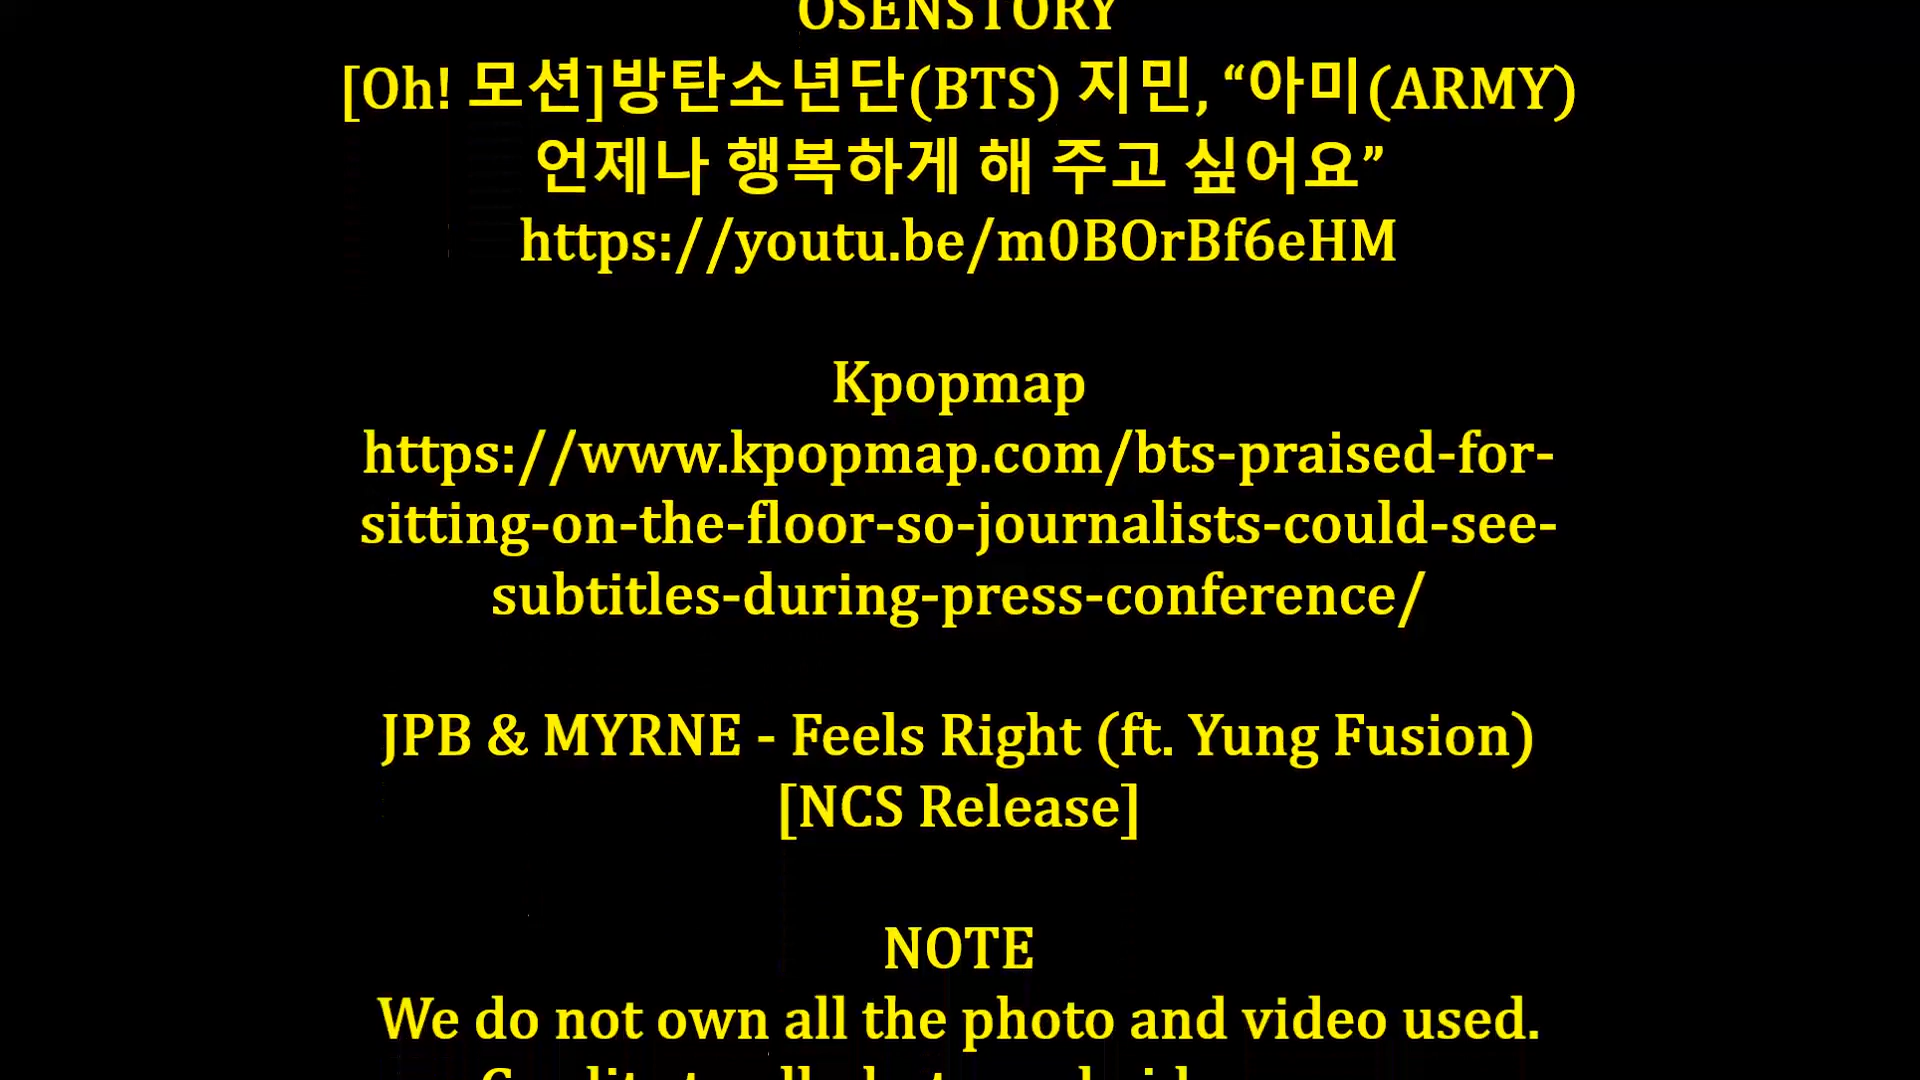 OSENSTORY
[Oh! 모션]방탄소년단(BTS) 지민, “아미(ARMY)
언제나 행복하게 해 주고 싶어요”
https://youtu.be/m0BOrBf6eHM
Kpopmap
https://www.kpopmap.com/bts-praised-for-
sitting-on-the-floor-so-journalists-could-see-
subtitles-during-press-conference/
JPB & MYRNE - Feels Right (ft. Yung Fusion)
[NCS Release]
NOTE
We do not own all the photo and video used.